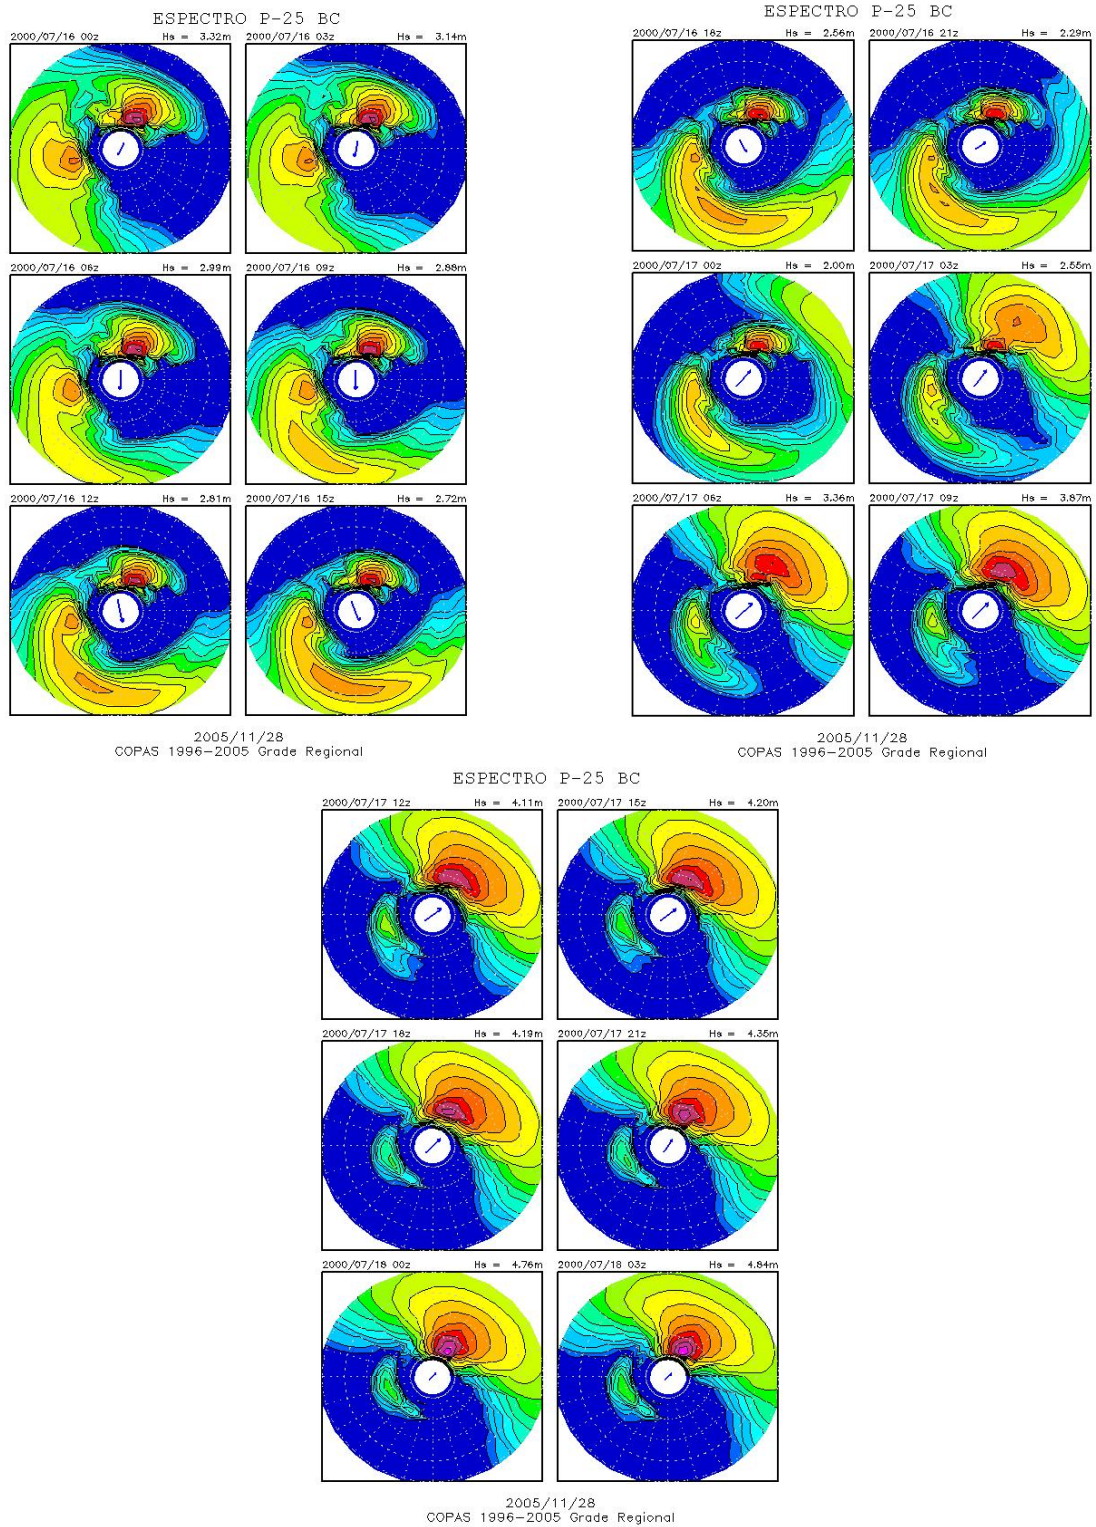 ESPECTRO P-25 BC
2000/07/16 00z Hs = 3.32m
2000/07/16 03z Hs = 3.14m
2000/07/16 06z Hs = 2.99m
2000/07/16 09z Hs = 2.88m
2000/07/16 12z Hs = 2.81m
2000/07/16 15z Hs = 2.72m
2005/11/28
COPAS 1996-2005 Grade Regional
ESPECTRO P-25 BC
2000/07/16 18z Hs = 2.56m
2000/07/16 21z Hs = 2.29m
2000/07/17 00z Hs = 2.00m
2000/07/17 03z Hs = 2.55m
2000/07/17 06z Hs = 3.36m
2000/07/17 09z Hs = 3.87m
2005/11/28
COPAS 1996-2005 Grade Regional
ESPECTRO P-25 BC
2000/07/17 12z Hs = 4.11m
2000/07/17 15z Hs = 4.20m
2000/07/17 18z Hs = 4.19m
2000/07/17 21z Hs = 4.35m
2000/07/18 00z Hs = 4.76m
2000/07/18 03z Hs = 4.84m
2005/11/28
COPAS 1996-2005 Grade Regional